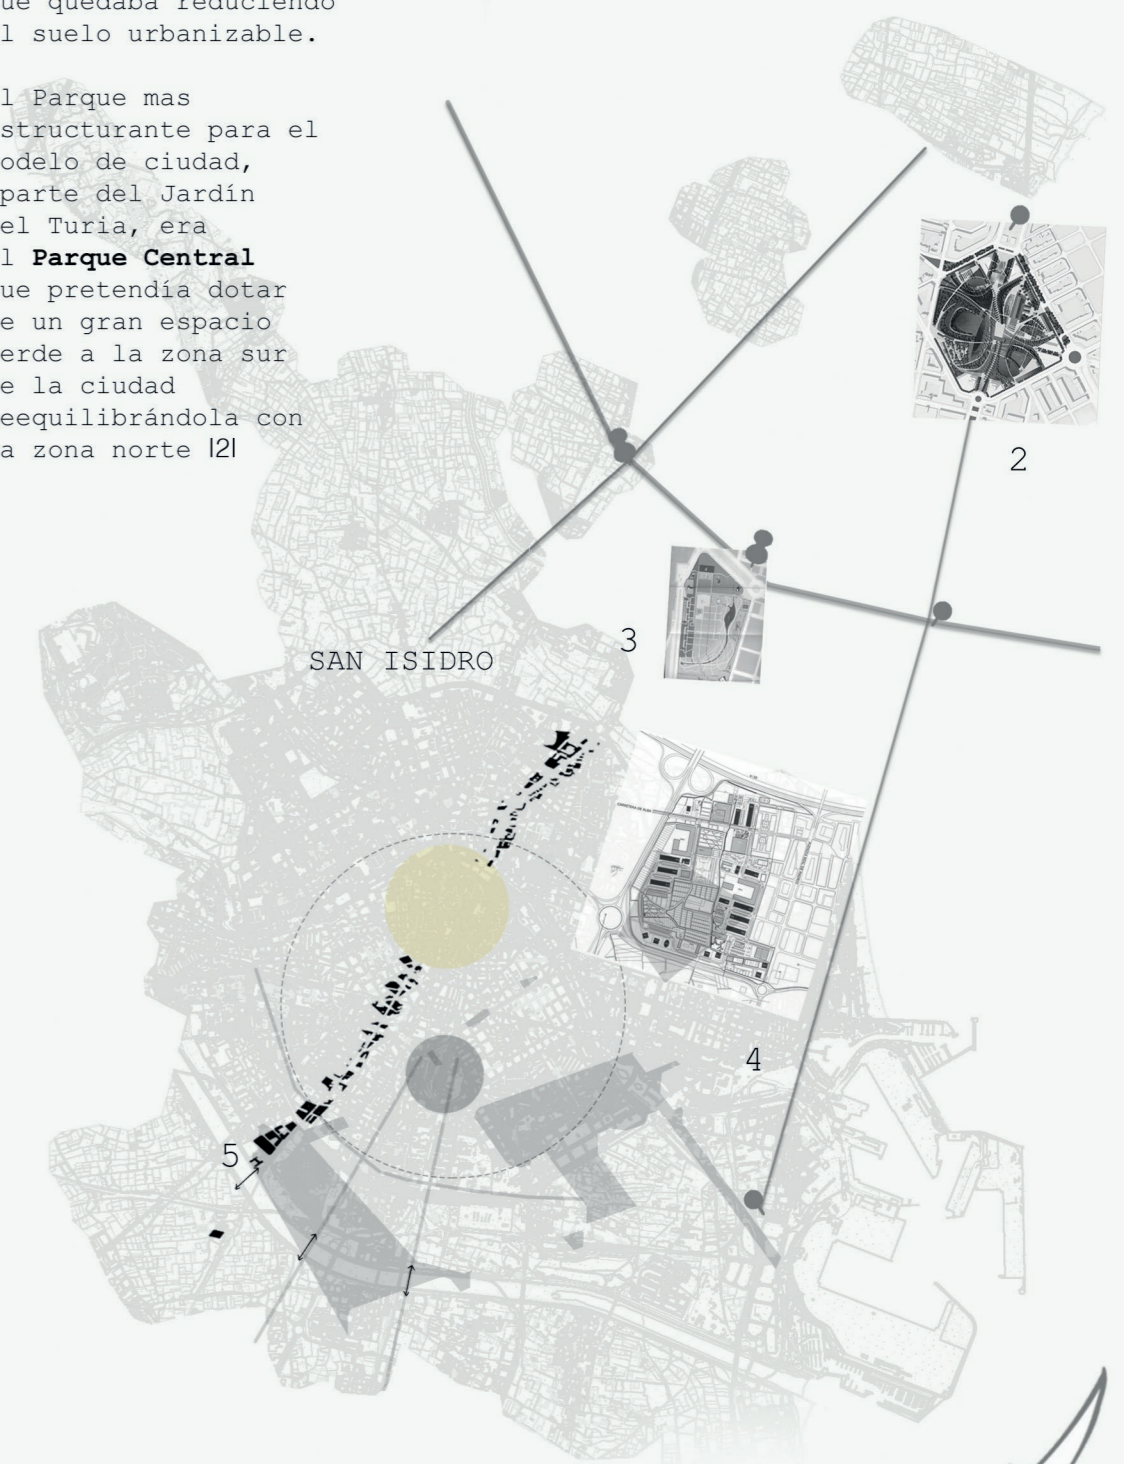 ue quedaba reduciendo
l suelo urbanizable.
l Parque mas
structurante para el
odelo de ciudad,
parte del Jardín
el Turia, era
l Parque Central
ue pretendía dotar
e un gran espacio
erde a la zona sur
e la ciudad
eequilibrándola con
a zona norte |2|
2
3
SAN ISIDRO
4
5